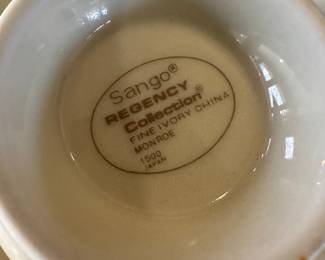 Sango®
REGENCY
Collection®
FINE IVORY CHINA
MONROE
1500
JAPAN